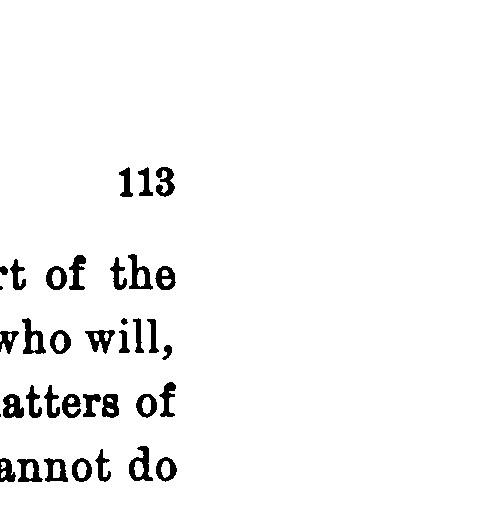 113
rt of the
who will,
atters of
annot do